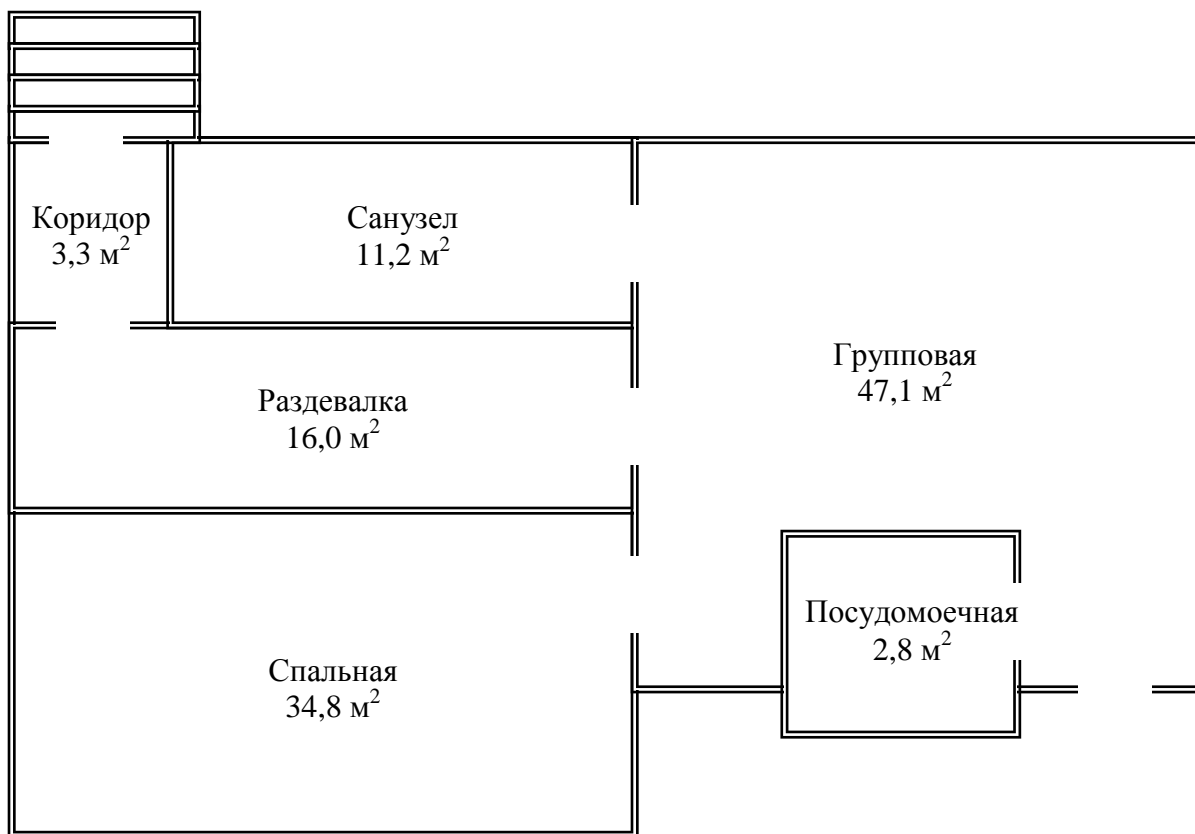 Коридор
3,3 м²
Санузел
11,2 м²
Групповая
47,1 м²
Раздевалка
16,0 м²
Посудомоечная
2,8 м²
Спальная
34,8 м²